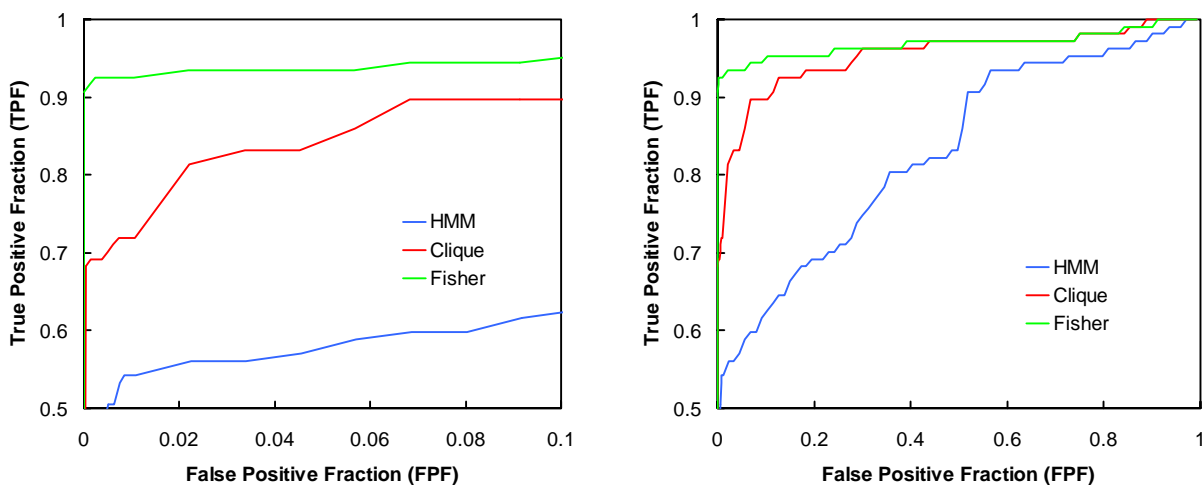 1
0.9
0.8
0.7
0.6
0.5
True Positive Fraction (TPF)
HMM
Clique
Fisher
0
0.02
0.04
0.06
0.08
0.1
False Positive Fraction (FPF)
1
0.9
0.8
0.7
0.6
0.5
True Positive Fraction (TPF)
HMM
Clique
Fisher
0
0.2
0.4
0.6
0.8
1
False Positive Fraction (FPF)